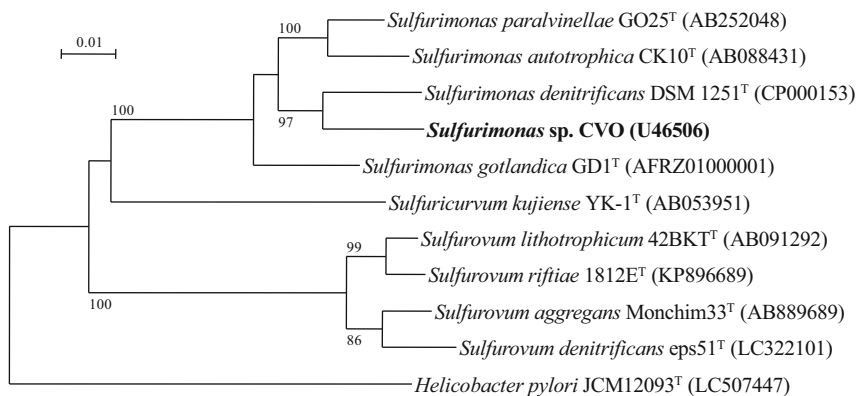 Sulfurimonas paralvinellae GO25ᵀ (AB252048)
100
0.01
Sulfurimonas autotrophica CK10ᵀ (AB088431)
Sulfurimonas denitrificans DSM 1251ᵀ (CP000153)
100
97
Sulfurimonas sp. CVO (U46506)
Sulfurimonas gotlandica GD1ᵀ (AFRZ01000001)
Sulfuricurvum kujiense YK-1ᵀ (AB053951)
Sulfurovum lithotrophicum 42BKTᵀ (AB091292)
99
Sulfurovum riftiae 1812Eᵀ (KP896689)
100
Sulfurovum aggregans Monchim33ᵀ (AB889689)
86
Sulfurovum denitrificans eps51ᵀ (LC322101)
Helicobacter pylori JCM12093ᵀ (LC507447)